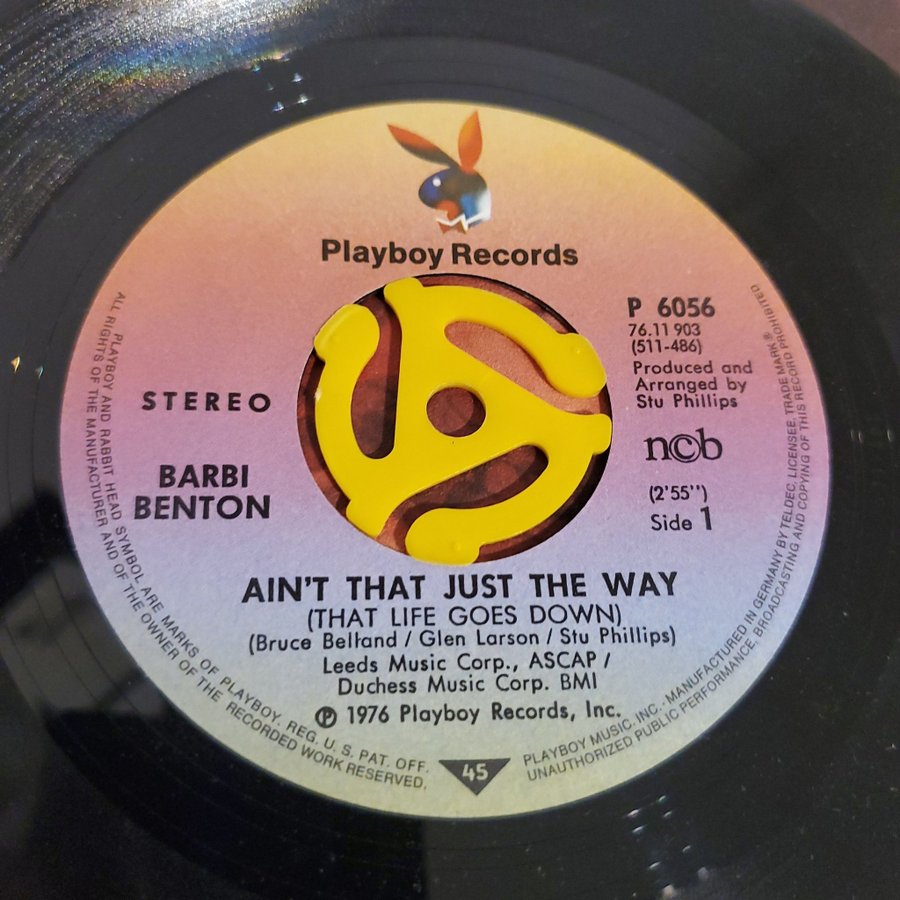 Playboy Records
P 6056
76.11 903
(511-486)
Produced and
Arranged by
Stu Phillips
STEREO
ncb
BARBI
BENTON
(2'55'')
Side 1
AIN'T THAT JUST THE WAY
(THAT LIFE GOES DOWN)
(Bruce Belland / Glen Larson / Stu Phillips)
Leeds Music Corp., ASCAP /
Duchess Music Corp. BMI
℗ 1976 Playboy Records, Inc.
45
PLAYBOY AND RABBIT HEAD SYMBOL ARE MARKS OF PLAYBOY. REG. U. S. PAT. OFF.
ALL RIGHTS OF THE MANUFACTURER AND OF THE OWNER OF THE RECORDED WORK RESERVED.
PLAYBOY MUSIC, INC.· MANUFACTURED IN GERMANY BY TELDEC, LICENSEE, TRADE MARK®
UNAUTHORIZED PUBLIC PERFORMANCE, BROADCASTING AND COPYING OF THIS RECORD PROHIBITED